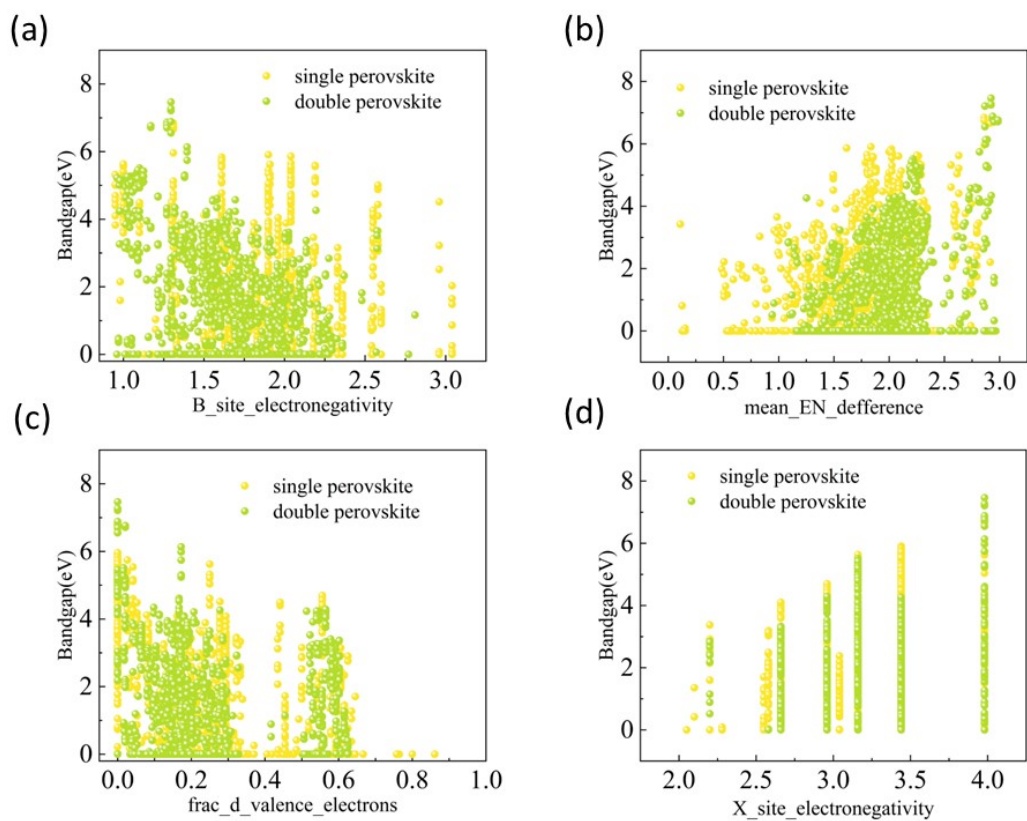 (a)
single perovskite
double perovskite
Bandgap(eV)
8
6
4
2
0
1.0 1.5 2.0 2.5 3.0
B_site_electronegativity
(b)
single perovskite
double perovskite
Bandgap(eV)
8
6
4
2
0
0.0 0.5 1.0 1.5 2.0 2.5 3.0
mean_EN_defference
(c)
single perovskite
double perovskite
Bandgap(eV)
8
6
4
2
0
0.0 0.2 0.4 0.6 0.8 1.0
frac_d_valence_electrons
(d)
single perovskite
double perovskite
Bandgap(eV)
8
6
4
2
0
2.0 2.5 3.0 3.5 4.0
X_site_electronegativity